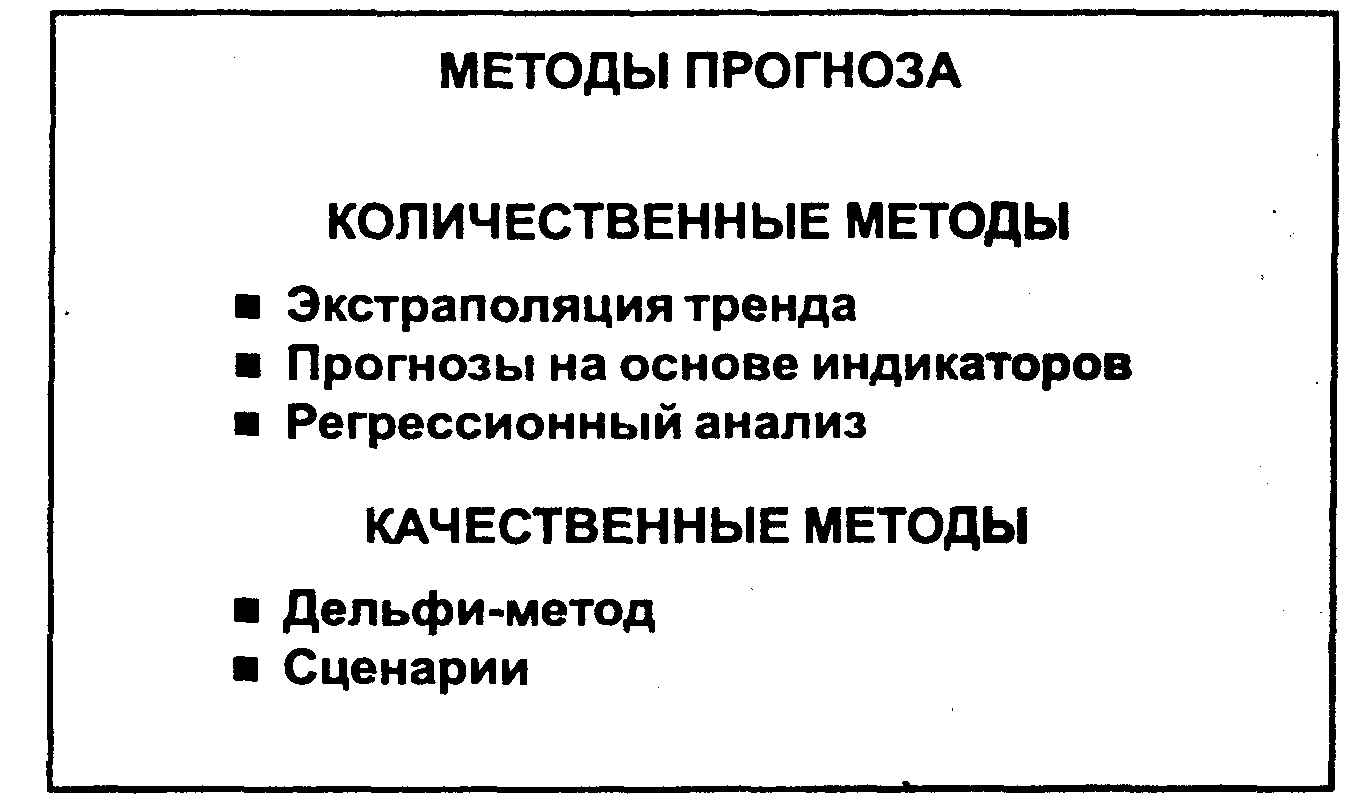 МЕТОДЫ ПРОГНОЗА
КОЛИЧЕСТВЕННЫЕ МЕТОДЫ
■ Экстраполяция тренда
■ Прогнозы на основе индикаторов
■ Регрессионный анализ
КАЧЕСТВЕННЫЕ МЕТОДЫ
■ Дельфи-метод
■ Сценарии